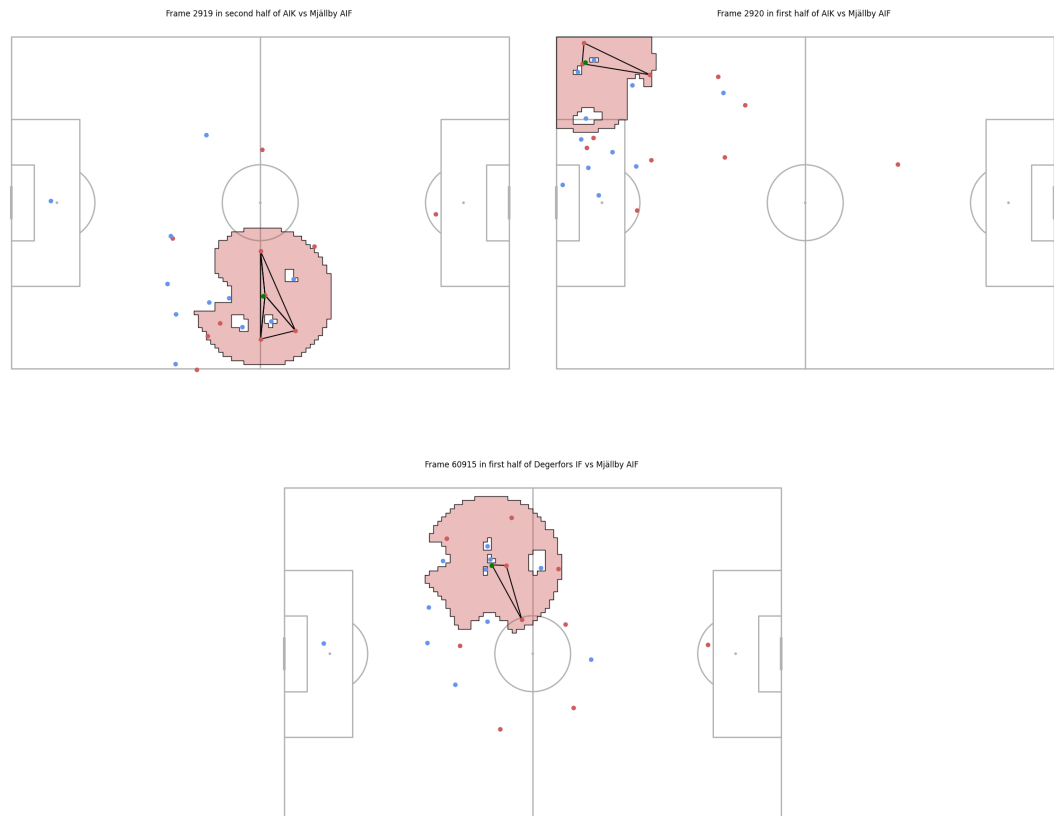 Frame 2919 in second half of AIK vs Mjällby AIF
Frame 2920 in first half of AIK vs Mjällby AIF
Frame 60915 in first half of Degerfors IF vs Mjällby AIF